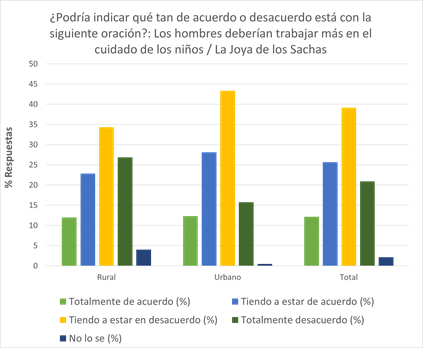 ¿Podría indicar qué tan de acuerdo o desacuerdo está con la
siguiente oración?: Los hombres deberían trabajar más en el
cuidado de los niños / La Joya de los Sachas
% Respuestas
50
45
40
35
30
25
20
15
10
5
0
Rural Urbano Total
Totalmente de acuerdo (%) Tiendo a estar de acuerdo (%)
Tiendo a estar en desacuerdo (%) Totalmente desacuerdo (%)
No lo se (%)